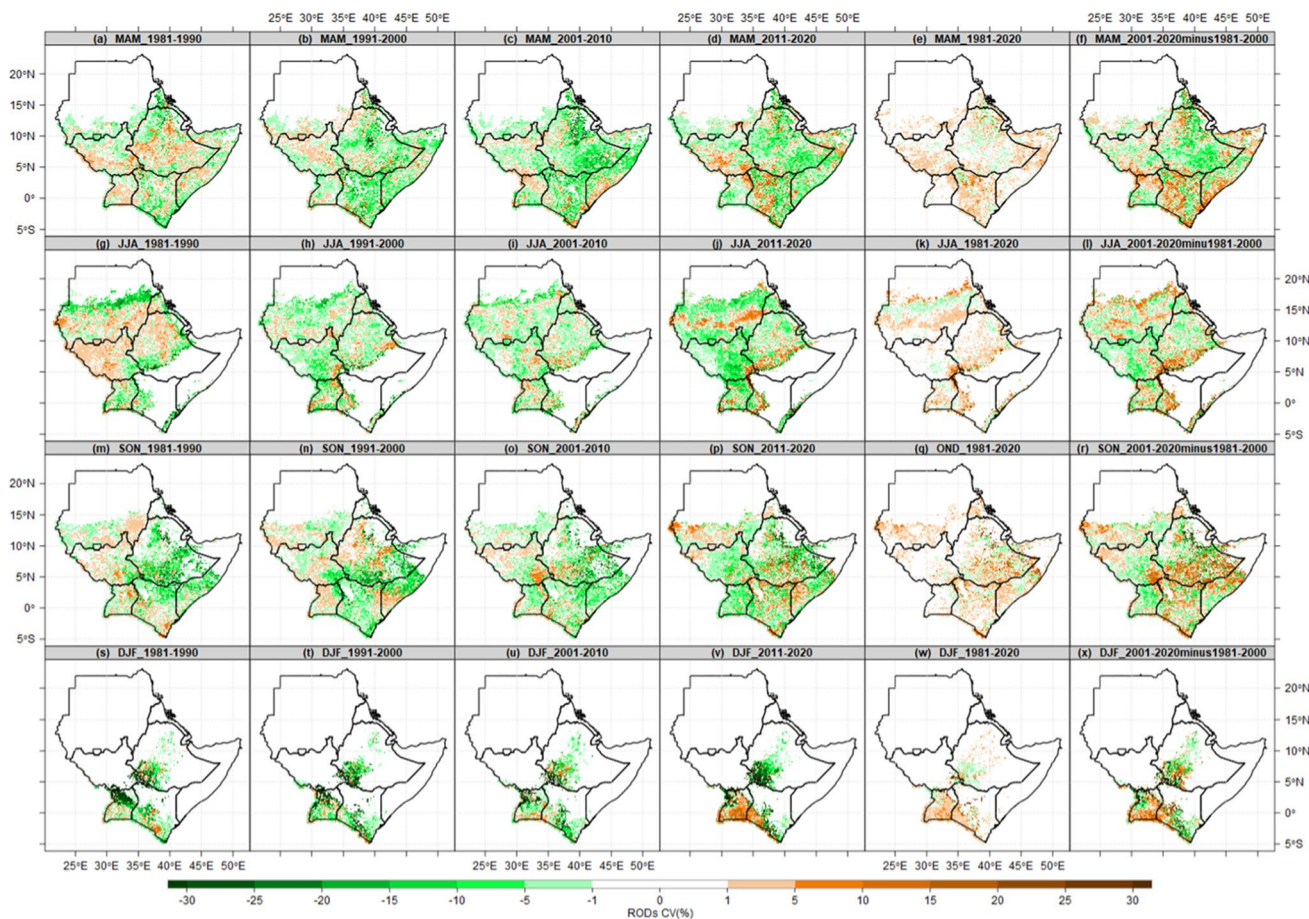 25°E 30°E 35°E 40°E 45°E 50°E 25°E 30°E 35°E 40°E 45°E 50°E 25°E 30°E 35°E 40°E 45°E 50°E
(a) MAM_1981-1990 (b) MAM_1991-2000 (c) MAM_2001-2010 (d) MAM_2011-2020 (e) MAM_1981-2020 (f) MAM_2001-2020minus1981-2000
20°N
15°N
10°N
5°N
0°
5°S
(g) JJA_1981-1990 (h) JJA_1991-2000 (i) JJA_2001-2010 (j) JJA_2011-2020 (k) JJA_1981-2020 (l) JJA_2001-2020minu1981-2000
20°N
15°N
10°N
5°N
0°
5°S
(m) SON_1981-1990 (n) SON_1991-2000 (o) SON_2001-2010 (p) SON_2011-2020 (q) OND_1981-2020 (r) SON_2001-2020minus1981-2000
20°N
15°N
10°N
5°N
0°
5°S
(s) DJF_1981-1990 (t) DJF_1991-2000 (u) DJF_2001-2010 (v) DJF_2011-2020 (w) DJF_1981-2020 (x) DJF_2001-2020minus1981-2000
20°N
15°N
10°N
5°N
0°
5°S
25°E 30°E 35°E 40°E 45°E 50°E 25°E 30°E 35°E 40°E 45°E 50°E 25°E 30°E 35°E 40°E 45°E 50°E
-30 -25 -20 -15 -10 -5 -1 0 1 5 10 15 20 25 30
RODs CV(%)